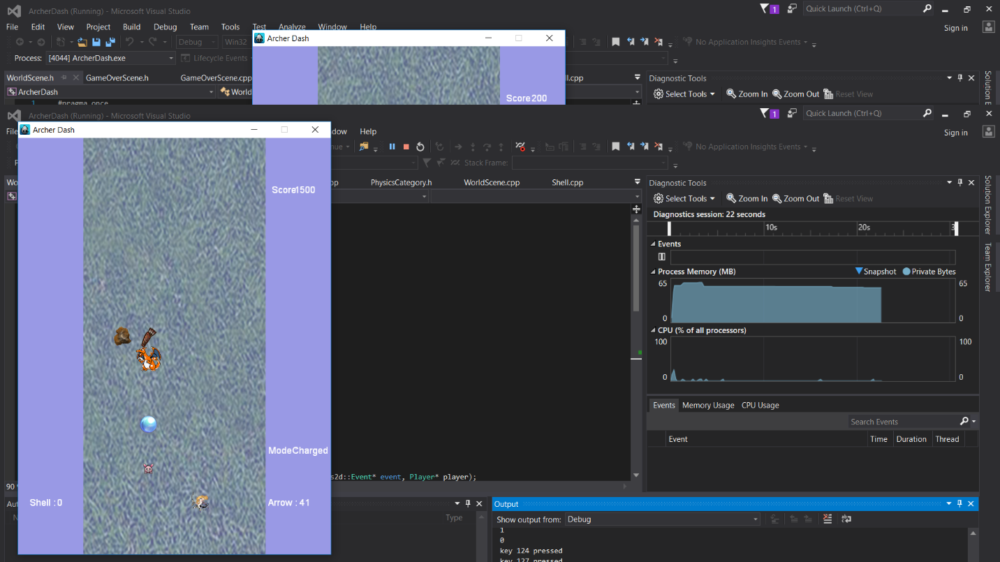 ArcherDash (Running) - Microsoft Visual Studio
1
Quick Launch (Ctrl+Q)
File Edit View Project Build Debug Team Tools Test Analyze Window Help
Sign in
Archer Dash
Debug
Win32
No Application Insights Events
Process: [4044] ArcherDash.exe
Lifecycle Events
WorldScene.h
GameOverScene.h
GameOverScene.cpp
ll.cpp
Diagnostic Tools
Solution E
ArcherDash
World
Select Tools
Zoom In
Zoom Out
Reset View
Score200
1 #pragma once
ArcherDash (Running) - Microsoft Visual Studio
1
Quick Launch (Ctrl+Q)
File
Archer Dash
dow
Help
Sign in
nue
No Application Insights Events
Stack Frame:
Wo
pp
PhysicsCategory.h
WorldScene.cpp
Shell.cpp
Diagnostic Tools
Solution Explorer
Team Explorer
Score1500
Select Tools
Zoom In
Zoom Out
Reset View
Diagnostics session: 22 seconds
10s
20s
Events
Process Memory (MB)
Snapshot
Private Bytes
65
65
0
0
CPU (% of all processors)
100
100
0
0
Events
Memory Usage
CPU Usage
Search Events
Event
Time
Duration
Thread
ModeCharged
s2d::Event* event, Player* player);
90
Shell : 0
Arrow : 41
Au
Type
Output
Show output from: Debug
1
0
key 124 pressed
key 127 pressed